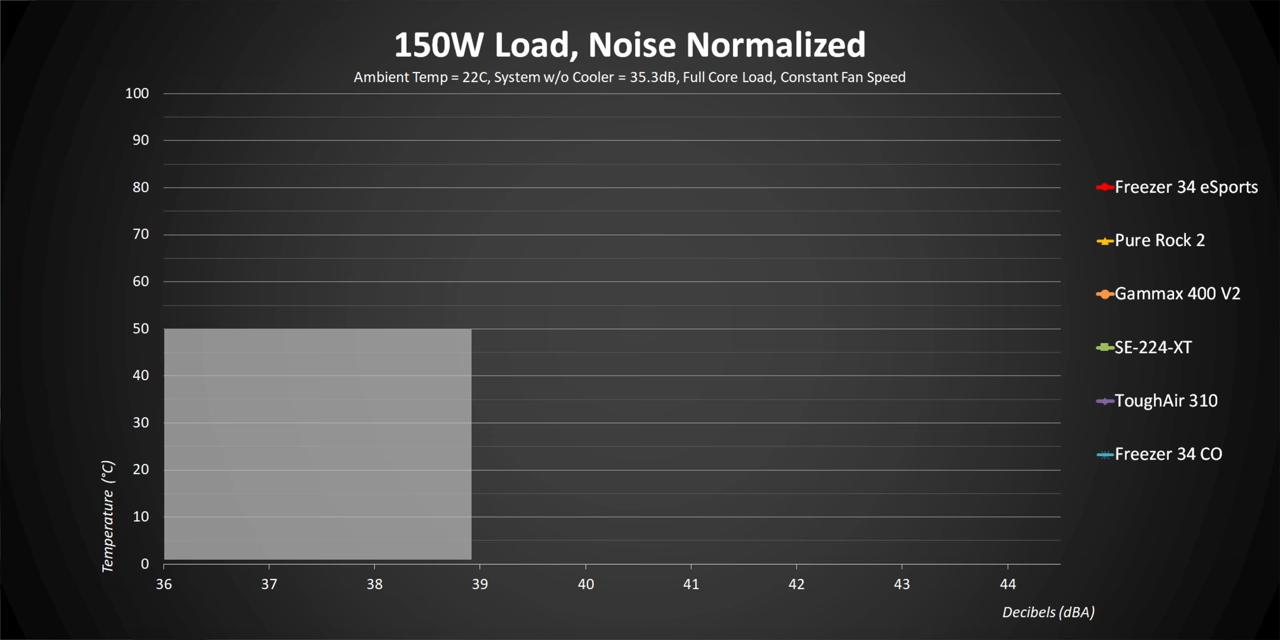 150W Load, Noise Normalized
Ambient Temp = 22C, System w/o Cooler = 35.3dB, Full Core Load, Constant Fan Speed
100
90
80
70
60
50
40
30
20
10
0
Temperature (°C)
36 37 38 39 40 41 42 43 44
Decibels (dBA)
Freezer 34 eSports
Pure Rock 2
Gammax 400 V2
SE-224-XT
ToughAir 310
Freezer 34 CO